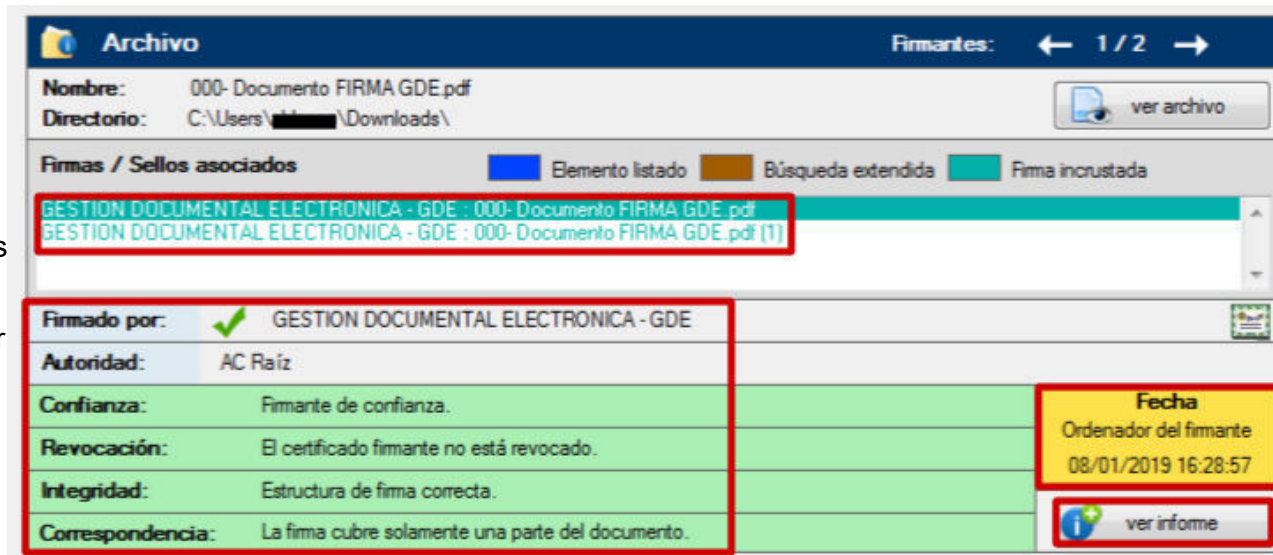 Archivo Firmantes: ← 1 / 2 →
Nombre: 000- Documento FIRMA GDE.pdf
Directorio: C:\Users\ \Downloads\
ver archivo
Firmas / Sellos asociados Elemento listado Búsqueda extendida Firma incrustada
GESTION DOCUMENTAL ELECTRONICA - GDE : 000- Documento FIRMA GDE.pdf
GESTION DOCUMENTAL ELECTRONICA - GDE : 000- Documento FIRMA GDE.pdf (1)
s
Firmado por: GESTION DOCUMENTAL ELECTRONICA - GDE
r
Autoridad: AC Raíz
Confianza: Firmante de confianza.
Revocación: El certificado firmante no está revocado.
Integridad: Estructura de firma correcta.
Correspondencia: La firma cubre solamente una parte del documento.
Fecha
Ordenador del firmante
08/01/2019 16:28:57
ver informe